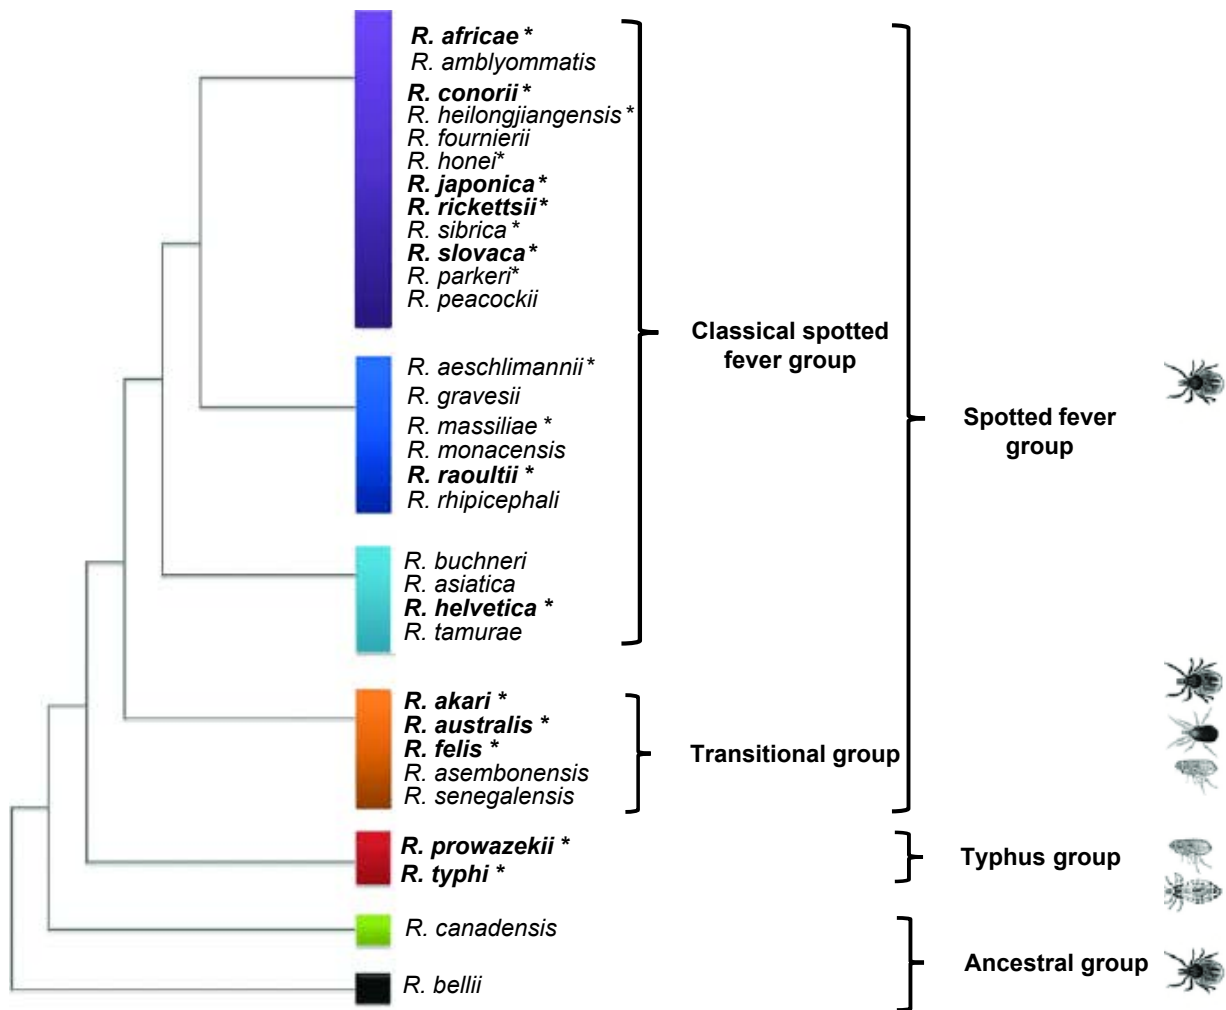 R. africae *
R. amblyommatis
R. conorii *
R. heilongjiangensis *
R. fournierii
R. honei*
R. japonica *
R. rickettsii *
R. sibrica *
R. slovaca *
R. parkeri*
R. peacockii
Classical spotted
fever group
R. aeschlimannii *
R. gravesii
R. massiliae *
R. monacensis
R. raoultii *
R. rhipicephali
Spotted fever
group
R. buchneri
R. asiatica
R. helvetica *
R. tamurae
R. akari *
R. australis *
R. felis *
R. asembonensis
R. senegalensis
Transitional group
R. prowazekii *
R. typhi *
Typhus group
R. canadensis
R. bellii
Ancestral group